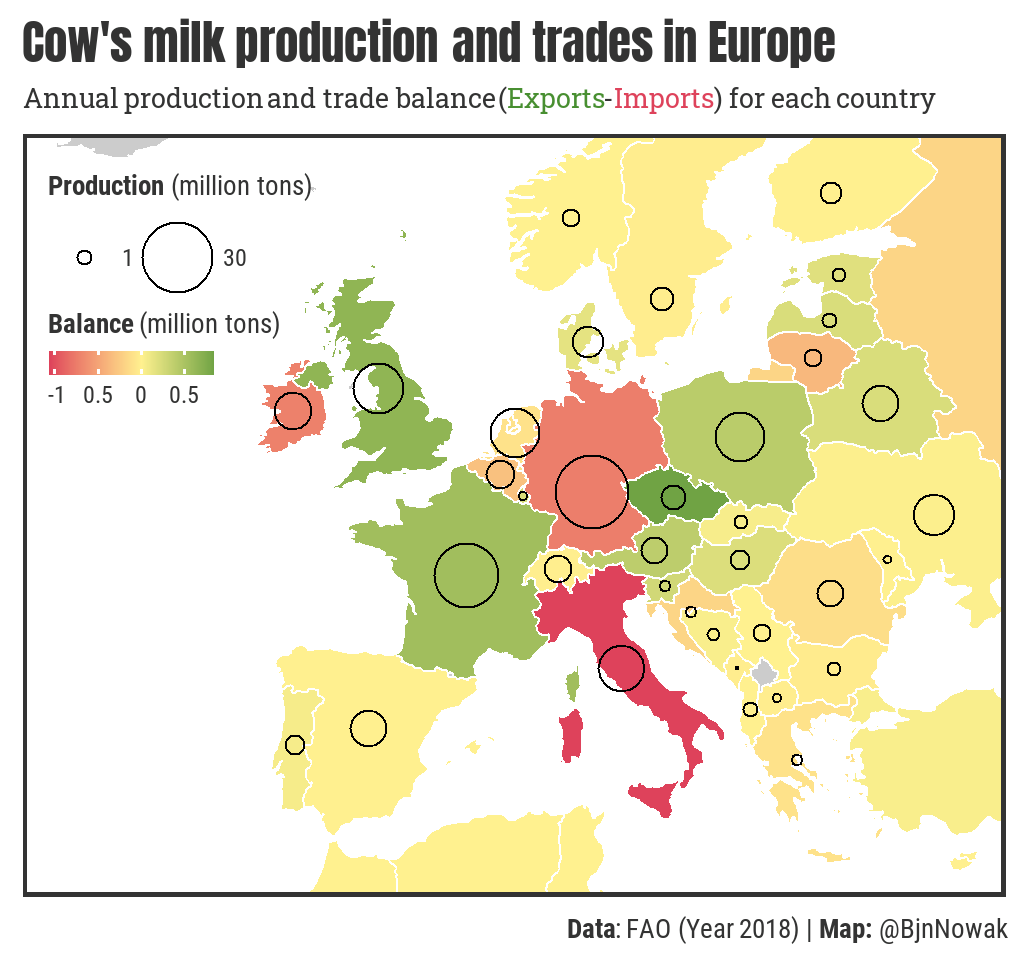 Cow's milk production and trades in Europe
Annual production and trade balance(Exports-Imports) for each country
Production (million tons)
1 30
Balance (million tons)
-1 0.5 0 0.5
Data: FAO (Year 2018) | Map: @BjnNowak